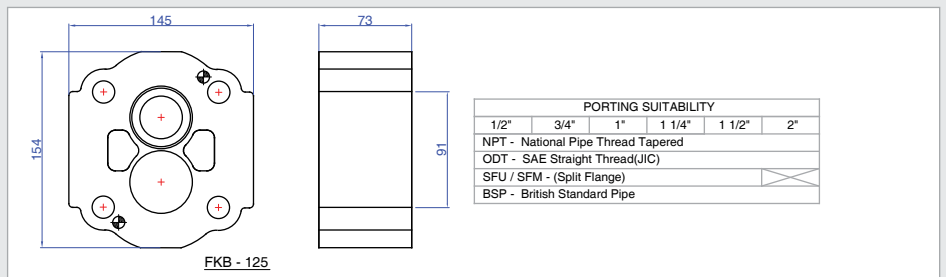 145
73
154
91
FKB - 125
PORTING SUITABILITY
1/2" 3/4" 1" 1 1/4" 1 1/2" 2"
NPT - National Pipe Thread Tapered
ODT - SAE Straight Thread(JIC)
SFU / SFM - (Split Flange)
BSP - British Standard Pipe